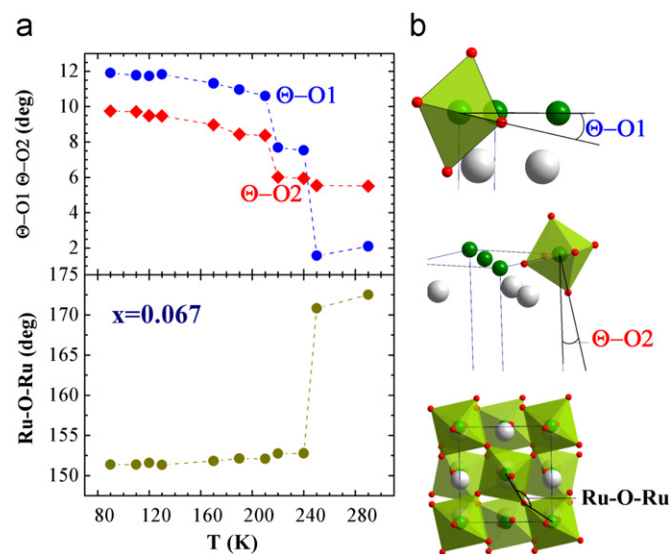 a
b
Θ–O1 Θ–O2 (deg)
12
10
8
6
4
2
Θ–O1
Θ–O2
Ru-O-Ru (deg)
175
170
165
160
155
150
x=0.067
80
120
160
200
240
280
T (K)
Θ–O1
Θ–O2
Ru-O-Ru